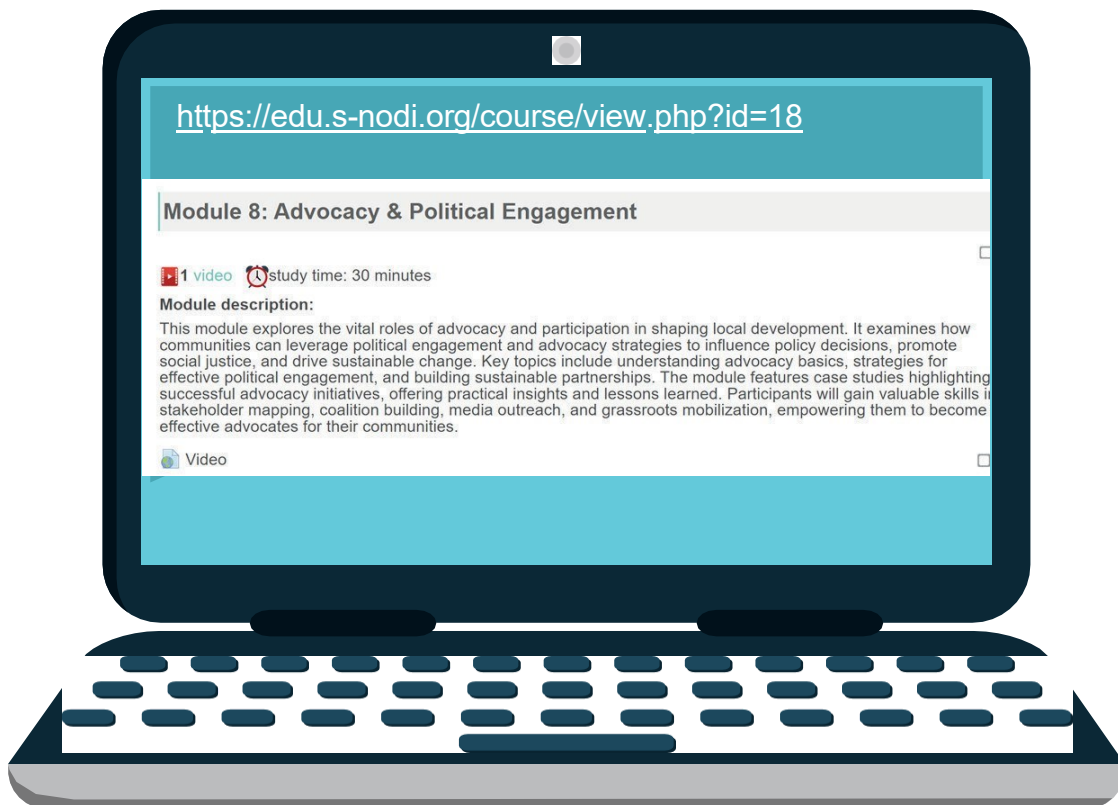 https://edu.s-nodi.org/course/view.php?id=18
Module 8: Advocacy & Political Engagement
1 video study time: 30 minutes
Module description:
This module explores the vital roles of advocacy and participation in shaping local development. It examines how
communities can leverage political engagement and advocacy strategies to influence policy decisions, promote
social justice, and drive sustainable change. Key topics include understanding advocacy basics, strategies for
effective political engagement, and building sustainable partnerships. The module features case studies highlighting
successful advocacy initiatives, offering practical insights and lessons learned. Participants will gain valuable skills in
stakeholder mapping, coalition building, media outreach, and grassroots mobilization, empowering them to become
effective advocates for their communities.
Video